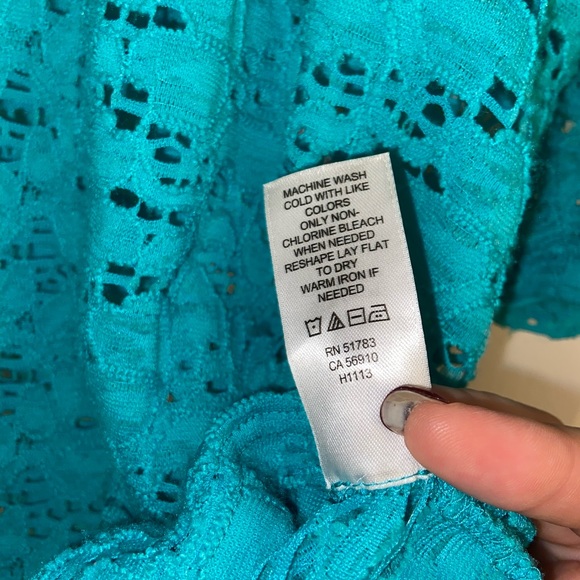 MACHINE WASH
COLD WITH LIKE
COLORS
ONLY NON-
CHLORINE BLEACH
WHEN NEEDED
RESHAPE LAY FLAT
TO DRY
WARM IRON IF
NEEDED
RN 51783
CA 56910
H1113